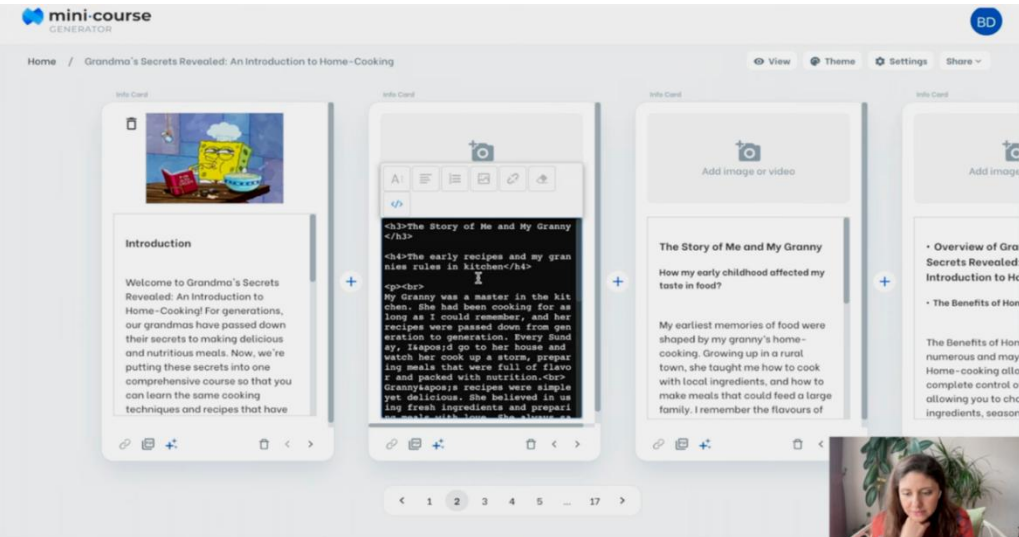 mini·course
GENERATOR
BD
Home / Grandma's Secrets Revealed: An Introduction to Home-Cooking
View
Theme
Settings
Share
Info Card
Info Card
Info Card
Info Card
Introduction
Welcome to Grandma's Secrets
Revealed: An Introduction to
Home-Cooking! For generations,
our grandmas have passed down
their secrets to making delicious
and nutritious meals. Now, we're
putting these secrets into one
comprehensive course so that you
can learn the same cooking
techniques and recipes that have
A:
</>
<h3>The Story of Me and My Granny
</h3>
<h4>The early recipes and my gran
nies rules in kitchen</h4>
<p><br>
My Granny was a master in the kit
chen. She had been cooking for as
long as I could remember, and her
recipes were passed down from gen
eration to generation. Every Sund
ay, I&apos;d go to her house and
watch her cook up a storm, prepar
ing meals that were full of flavo
r and packed with nutrition.<br>
Granny&apos;s recipes were simple
yet delicious. She believed in us
ing fresh ingredients and prepari
ng meals with love. She always
Add image or video
The Story of Me and My Granny
How my early childhood affected my
taste in food?
My earliest memories of food were
shaped by my granny's home-
cooking. Growing up in a rural
town, she taught me how to cook
with local ingredients, and how to
make meals that could feed a large
family. I remember the flavours of
Add image
• Overview of Gra
Secrets Revealed:
Introduction to Ho
• The Benefits of Hom
The Benefits of Hon
numerous and may
Home-cooking allo
complete control o
allowing you to cho
ingredients, season
< 1 2 3 4 5 ... 17 >